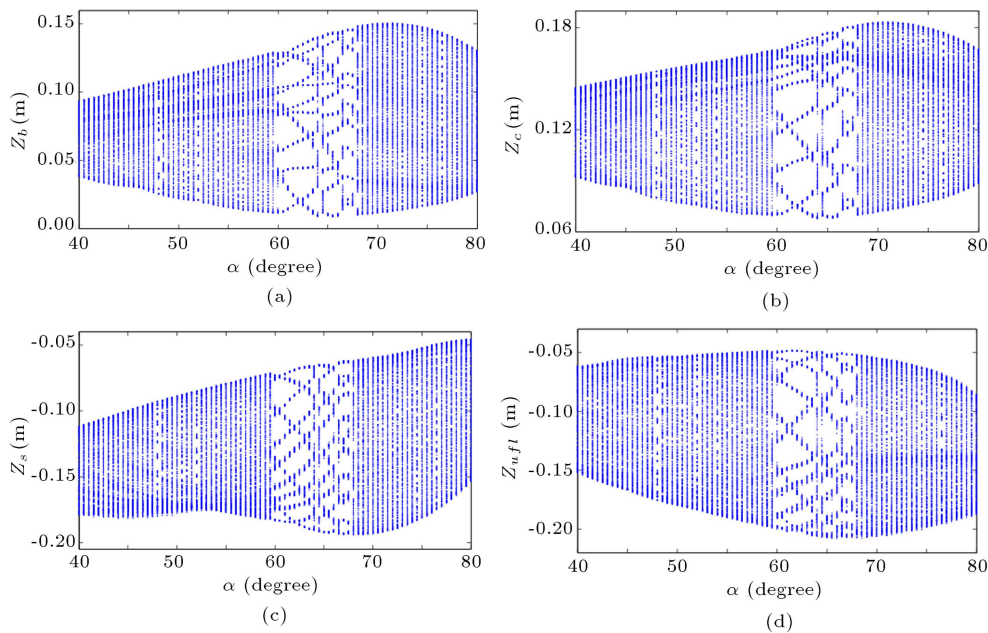 0.15
0.10
0.05
0.00
Z_b (m)
40 50 60 70 80
α (degree)
(a)
0.18
0.12
0.06
Z_c (m)
40 50 60 70 80
α (degree)
(b)
-0.05
-0.10
-0.15
-0.20
Z_s (m)
40 50 60 70 80
α (degree)
(c)
-0.05
-0.10
-0.15
-0.20
Z_ufl (m)
40 50 60 70 80
α (degree)
(d)